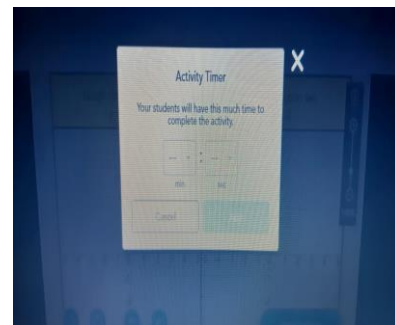 X
Activity Timer
Your students will have this much time to
complete the activity.
-- : --
min sec
Cancel